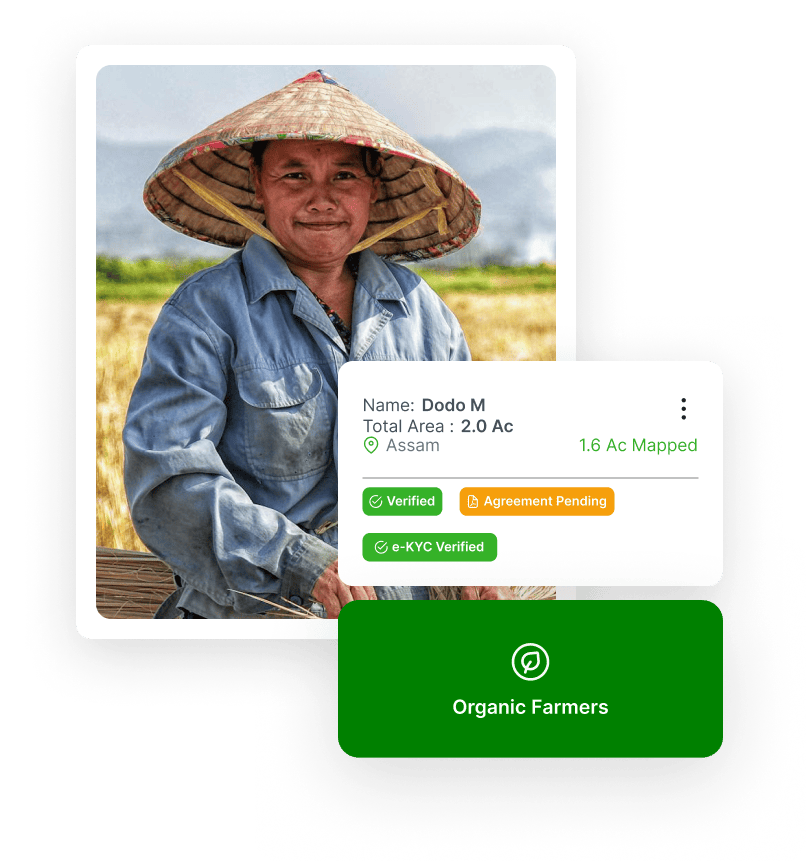 Name: Dodo M
Total Area : 2.0 Ac
Assam
1.6 Ac Mapped
Verified
Agreement Pending
e-KYC Verified
Organic Farmers